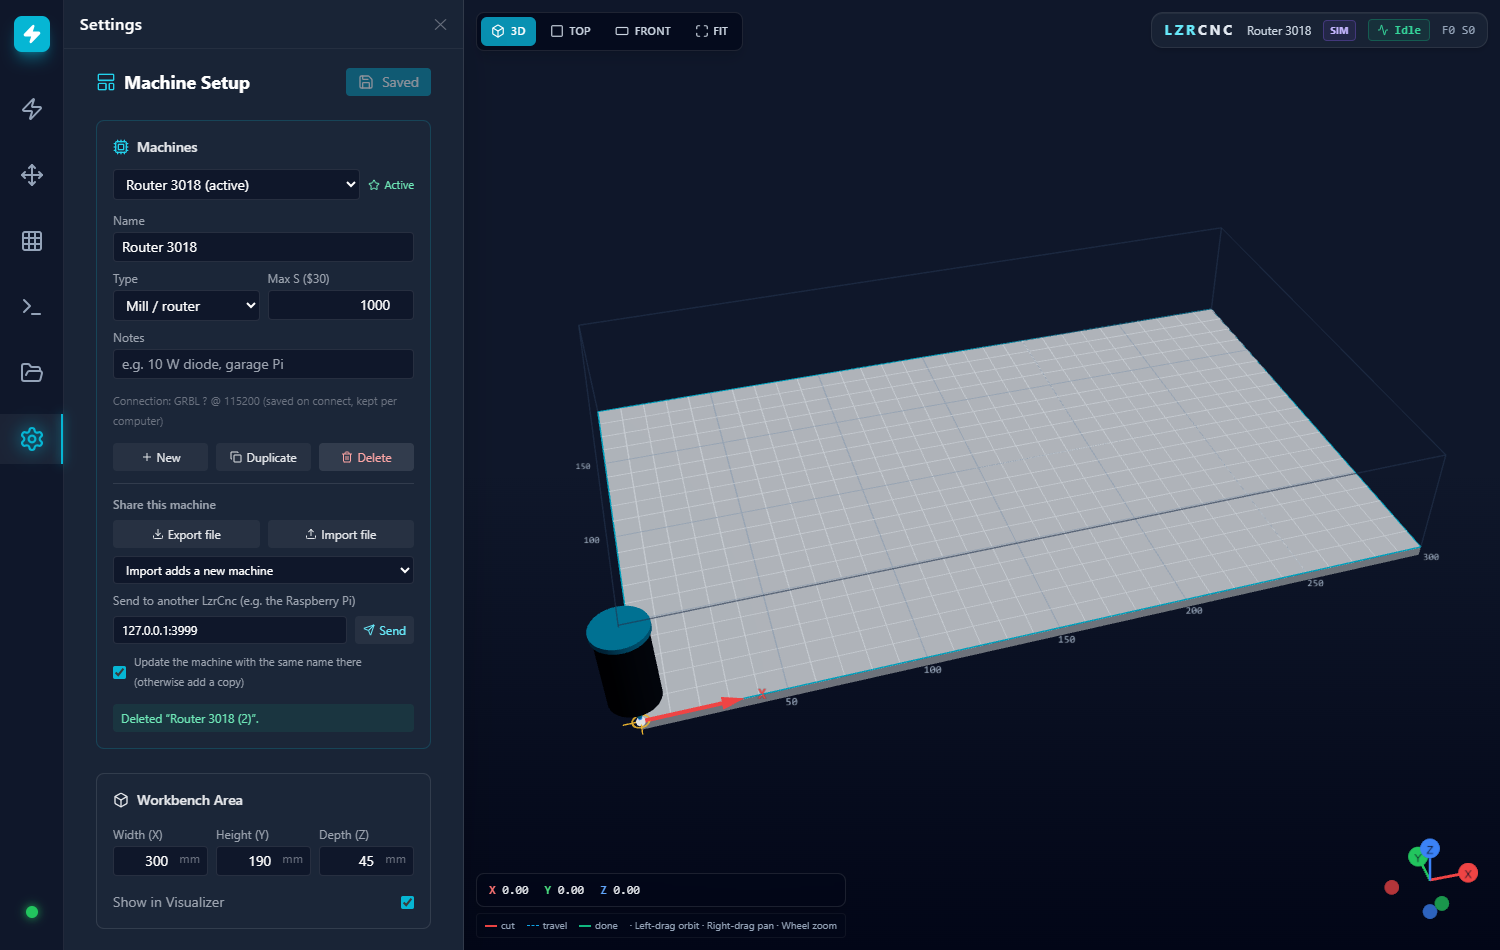 Settings
Machine Setup
Saved
Machines
Router 3018 (active)
Active
Name
Router 3018
Type
Max S ($30)
Mill / router
1000
Notes
e.g. 10 W diode, garage Pi
Connection: GRBL ? @ 115200 (saved on connect, kept per
computer)
New
Duplicate
Delete
Share this machine
Export file
Import file
Import adds a new machine
Send to another LzrCnc (e.g. the Raspberry Pi)
127.0.0.1:3999
Send
Update the machine with the same name there
(otherwise add a copy)
Deleted "Router 3018 (2)".
Workbench Area
Width (X)
Height (Y)
Depth (Z)
300 mm
190 mm
45 mm
Show in Visualizer
3D
TOP
FRONT
FIT
LZRCNC
Router 3018
SIM
Idle
F0 S0
150
100
X
50
100
150
200
250
300
X 0.00 Y 0.00 Z 0.00
cut
travel
done
· Left-drag orbit · Right-drag pan · Wheel zoom
Y
Z
X